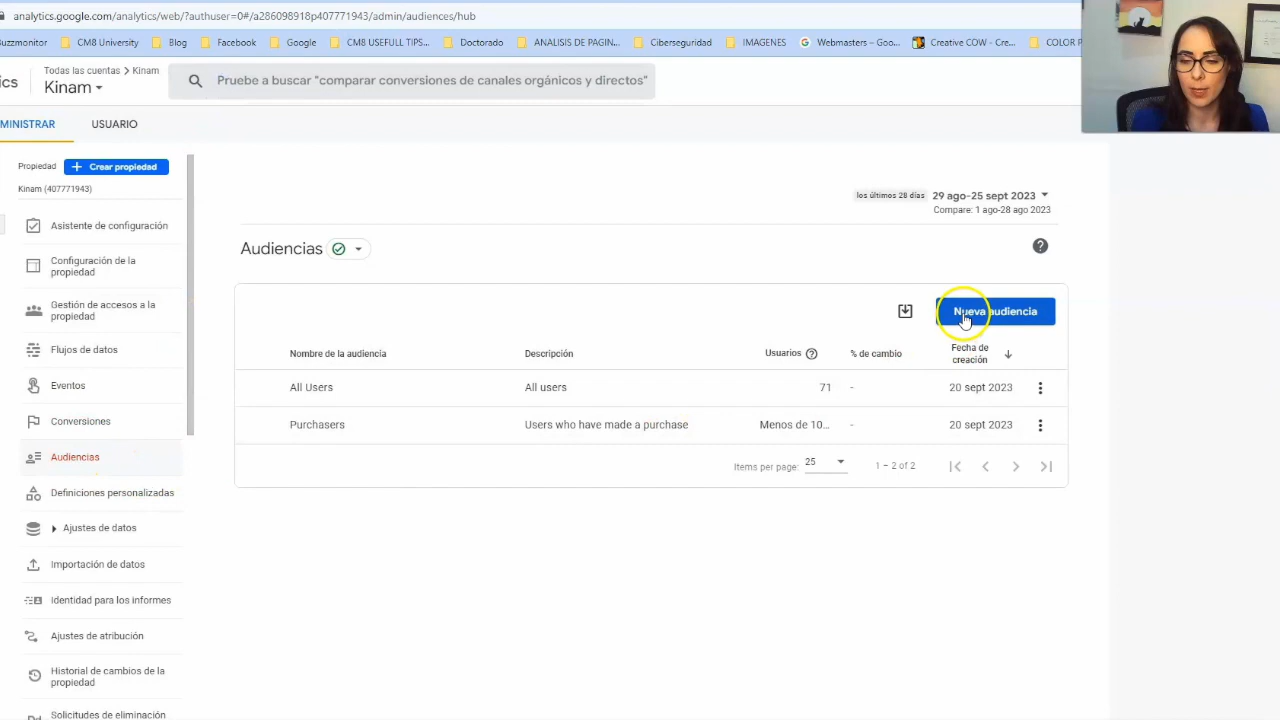 analytics.google.com/analytics/web/?authuser=0#/a286098918p407771943/admin/audiences/hub
Buzzmonitor CM8 University Blog Facebook Google CM8 USEFULL TIPS... Doctorado ANALISIS DE PAGIN... Ciberseguridad IMAGENES Webmasters – Goo... Creative COW - Cre... COLOR P
Todas las cuentas > Kinam
ics Kinam
Pruebe a buscar "comparar conversiones de canales orgánicos y directos"
MINISTRAR USUARIO
Propiedad + Crear propiedad
Kinam (407771943)
Asistente de configuración
Configuración de la
propiedad
Gestión de accesos a la
propiedad
Flujos de datos
Eventos
Conversiones
Audiencias
Definiciones personalizadas
Ajustes de datos
Importación de datos
Identidad para los informes
Ajustes de atribución
Historial de cambios de la
propiedad
Solicitudes de eliminación
los últimos 28 días 29 ago-25 sept 2023
Compare: 1 ago-28 ago 2023
Audiencias
Nueva audiencia
Nombre de la audiencia Descripción Usuarios % de cambio Fecha de
creación
All Users All users 71 - 20 sept 2023
Purchasers Users who have made a purchase Menos de 10... - 20 sept 2023
Items per page: 25 1 – 2 of 2